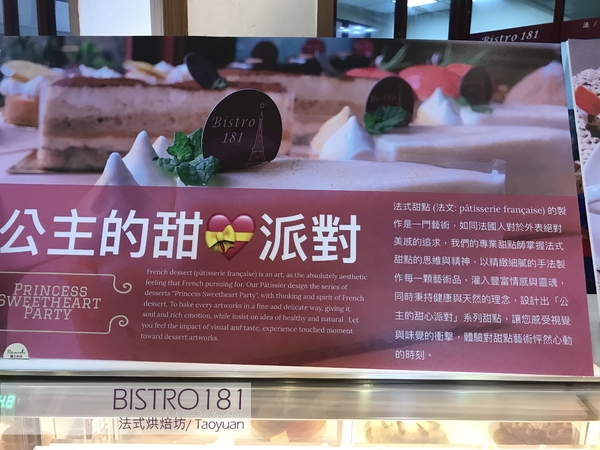 Bistro 181
Bistro
181
Bistro
181
公主的甜💝派對
PRINCESS
SWEETHEART
PARTY
French dessert (pâtisserie française) is an art, as the absolutely aesthetic
feeling that French pursuing for. Our Pâtissier design the series of
desserts "Princess Sweetheart Party" with thinking and spirit of French
dessert. To bake every artworks in a fine and delicate way, giving it
soul and rich emotion, while insist on idea of healthy and natural . Let
you feel the impact of visual and taste, experience touched moment
toward dessert artworks.
法式甜點 (法文: pâtisserie française) 的製
作是一門藝術，如同法國人對於外表絕對
美感的追求，我們的專業甜點師掌握法式
甜點的思維與精神，以精緻細膩的手法製
作每一顆藝術品，灌入豐富情感與靈魂，
同時秉持健康與天然的理念，設計出「公
主的甜心派對」系列甜點，讓您感受視覺
與味覺的衝擊，體驗對甜點藝術怦然心動
的時刻。
BISTRO181
法式烘焙坊/ Taoyuan